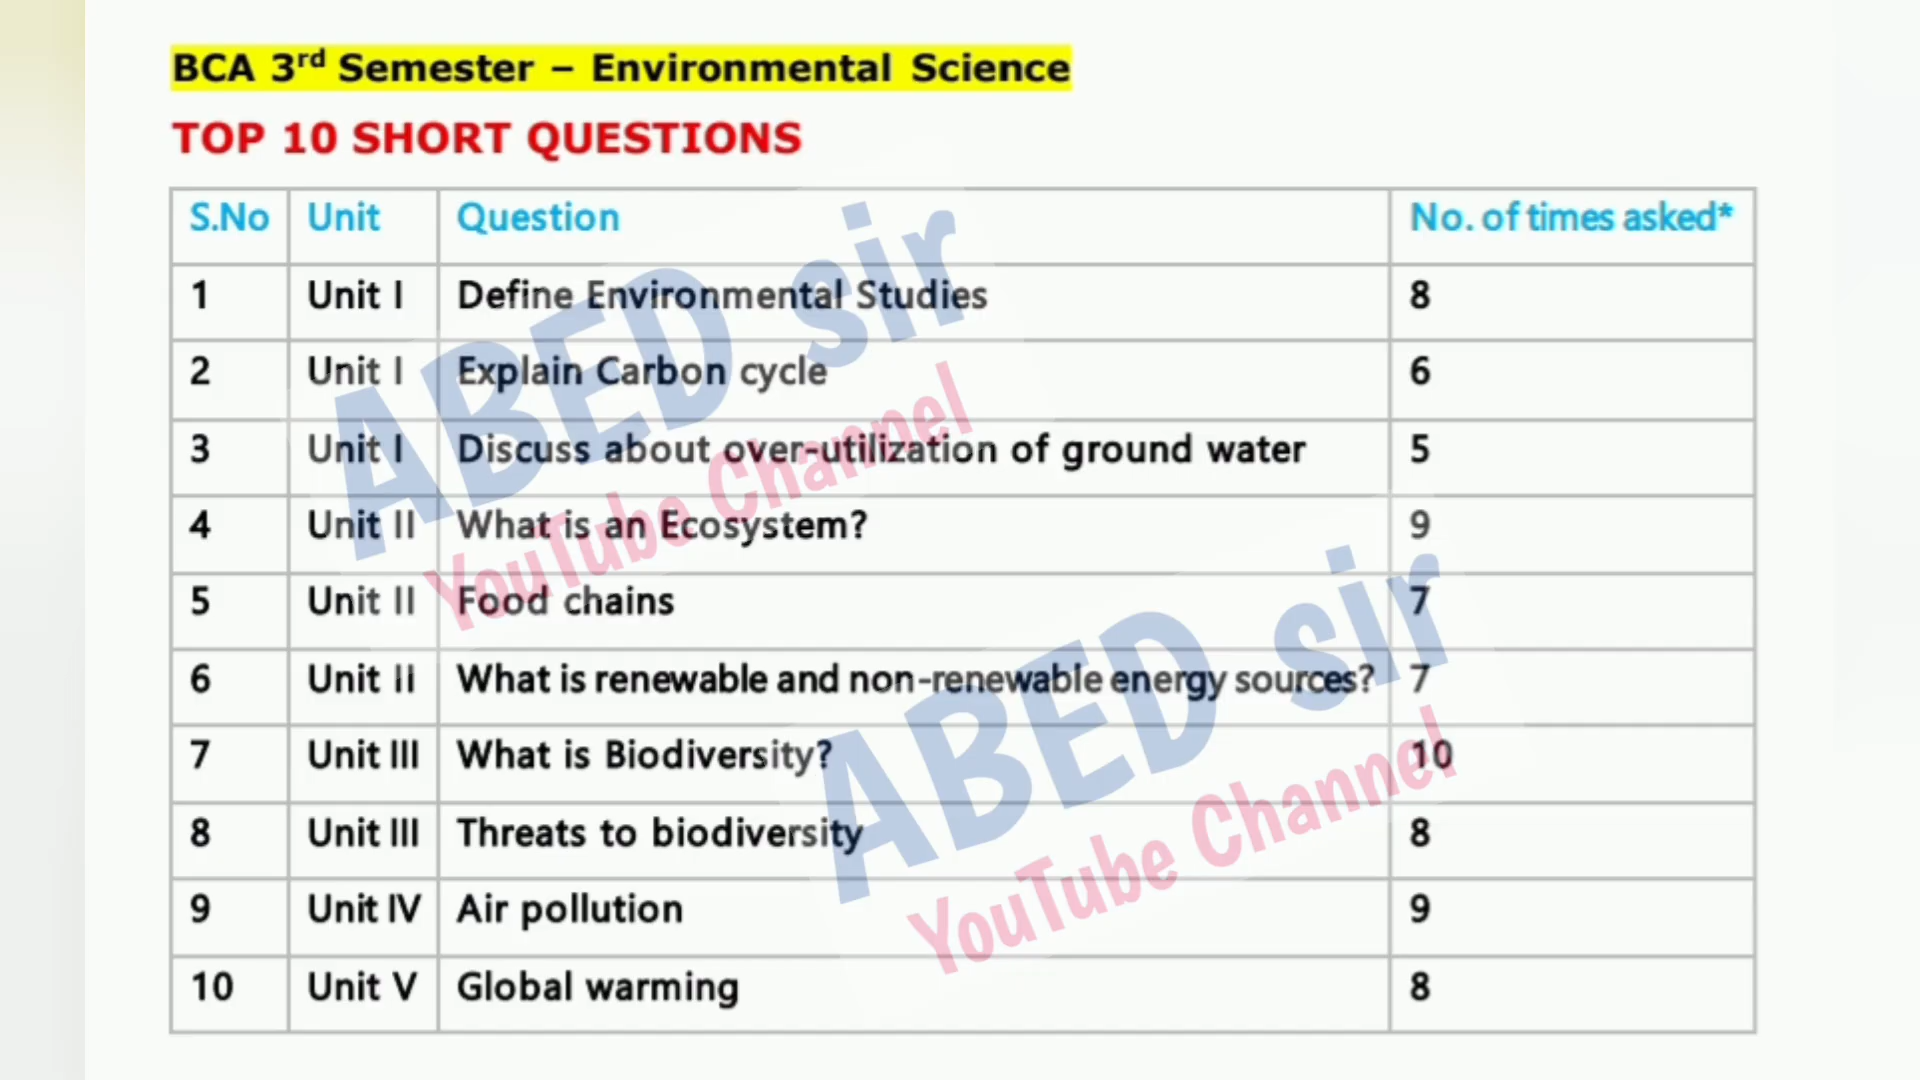 BCA 3rd Semester – Environmental Science
TOP 10 SHORT QUESTIONS
S.No Unit Question No. of times asked*
1 Unit I Define Environmental Studies 8
2 Unit I Explain Carbon cycle 6
3 Unit I Discuss about over-utilization of ground water 5
4 Unit II What is an Ecosystem? 9
5 Unit II Food chains 7
6 Unit II What is renewable and non-renewable energy sources? 7
7 Unit III What is Biodiversity? 10
8 Unit III Threats to biodiversity 8
9 Unit IV Air pollution 9
10 Unit V Global warming 8
ABED sir
YouTube Channel
ABED sir
YouTube Channel